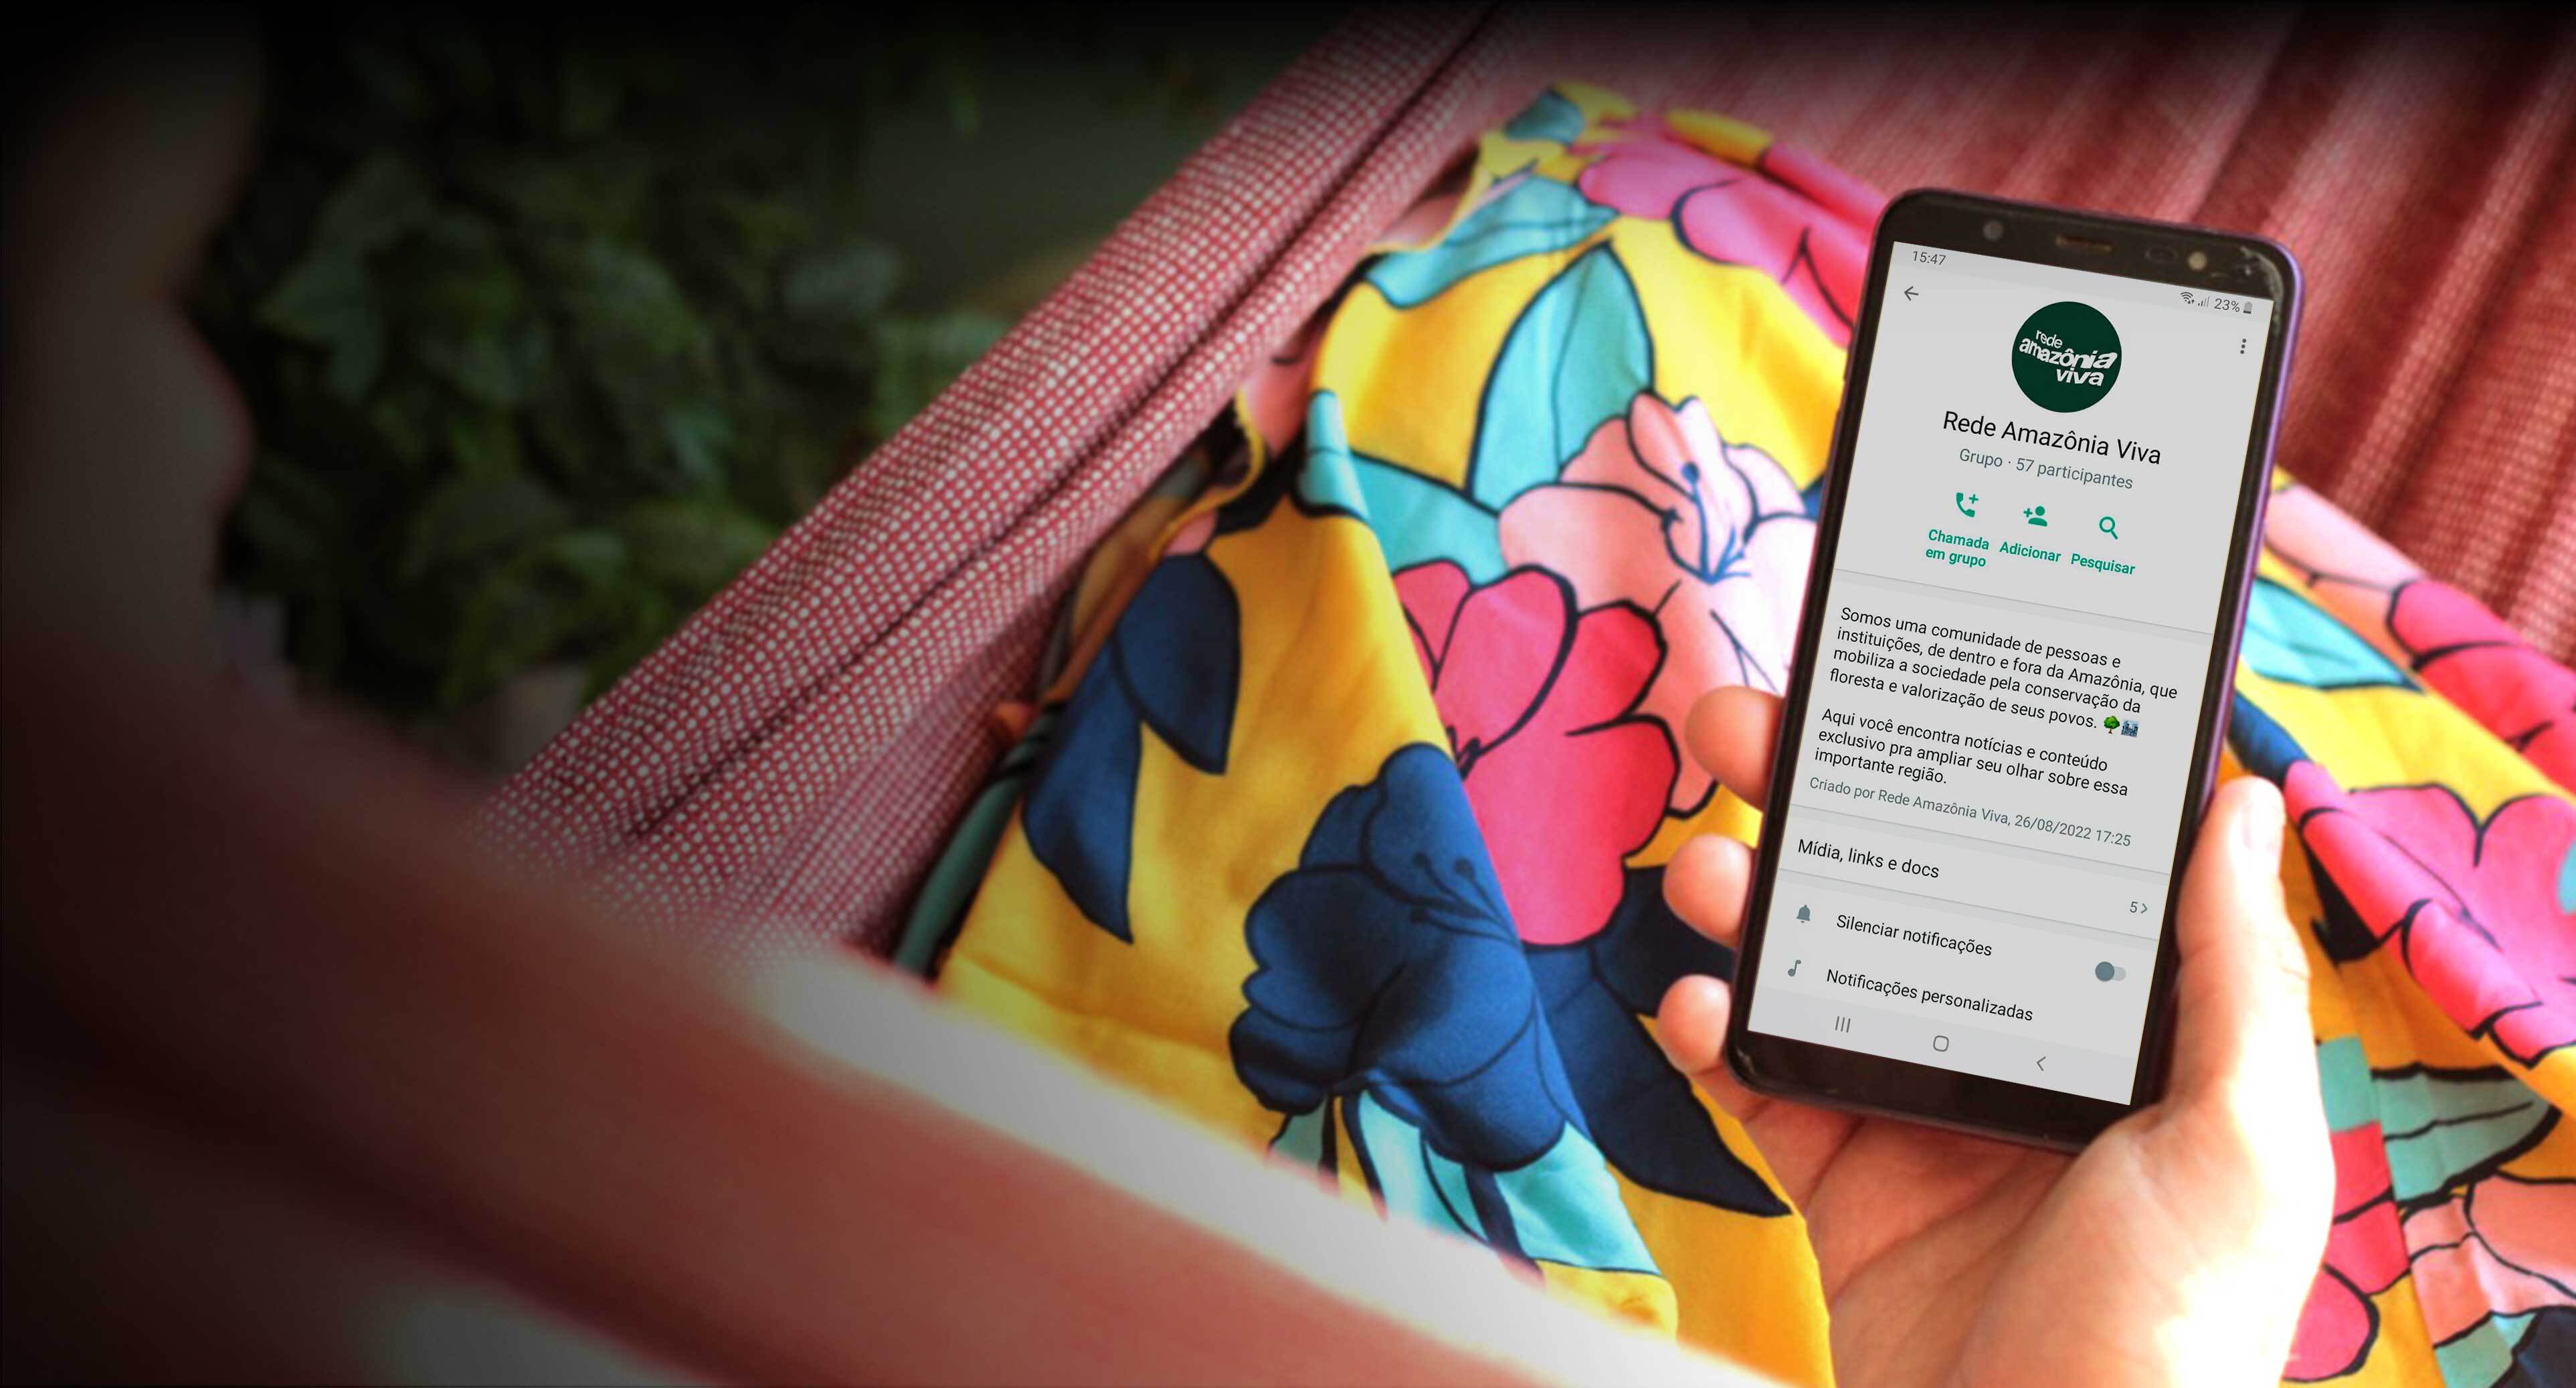 15:47
23%
rede
amazônia
viva
Rede Amazônia Viva
Grupo · 57 participantes
Chamada
em grupo
Adicionar
Pesquisar
Somos uma comunidade de pessoas e
instituições, de dentro e fora da Amazônia, que
mobiliza a sociedade pela conservação da
floresta e valorização de seus povos. 🌳🏞️
Aqui você encontra notícias e conteúdo
exclusivo pra ampliar seu olhar sobre essa
importante região.
Criado por Rede Amazônia Viva, 26/08/2022 17:25
Mídia, links e docs
5 >
Silenciar notificações
Notificações personalizadas